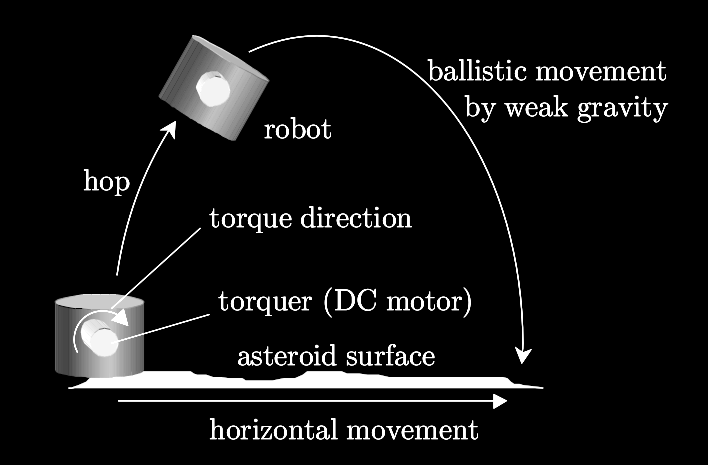 ballistic movement
by weak gravity
robot
hop
torque direction
torquer (DC motor)
asteroid surface
horizontal movement